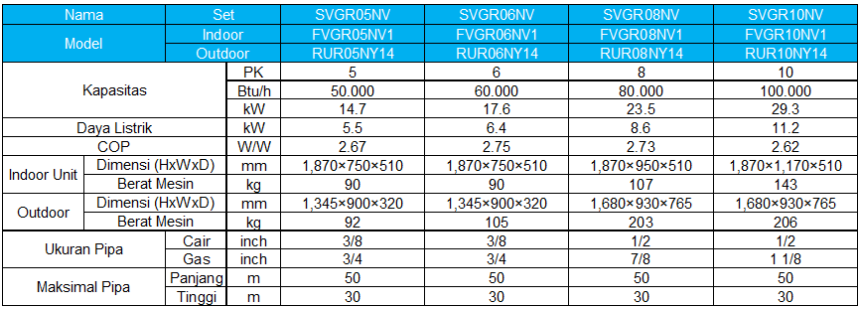 Nama Set SVGR05NV SVGR06NV SVGR08NV SVGR10NV
Model Indoor FVGR05NV1 FVGR06NV1 FVGR08NV1 FVGR10NV1
Outdoor RUR05NY14 RUR06NY14 RUR08NY14 RUR10NY14
Kapasitas PK 5 6 8 10
Btu/h 50.000 60.000 80.000 100.000
kW 14.7 17.6 23.5 29.3
Daya Listrik kW 5.5 6.4 8.6 11.2
COP W/W 2.67 2.75 2.73 2.62
Indoor Unit Dimensi (HxWxD) mm 1,870×750×510 1,870×750×510 1,870×950×510 1,870×1,170×510
Berat Mesin kg 90 90 107 143
Outdoor Dimensi (HxWxD) mm 1,345×900×320 1,345×900×320 1,680×930×765 1,680×930×765
Berat Mesin kg 92 105 203 206
Ukuran Pipa Cair inch 3/8 3/8 1/2 1/2
Gas inch 3/4 3/4 7/8 1 1/8
Maksimal Pipa Panjang m 50 50 50 50
Tinggi m 30 30 30 30